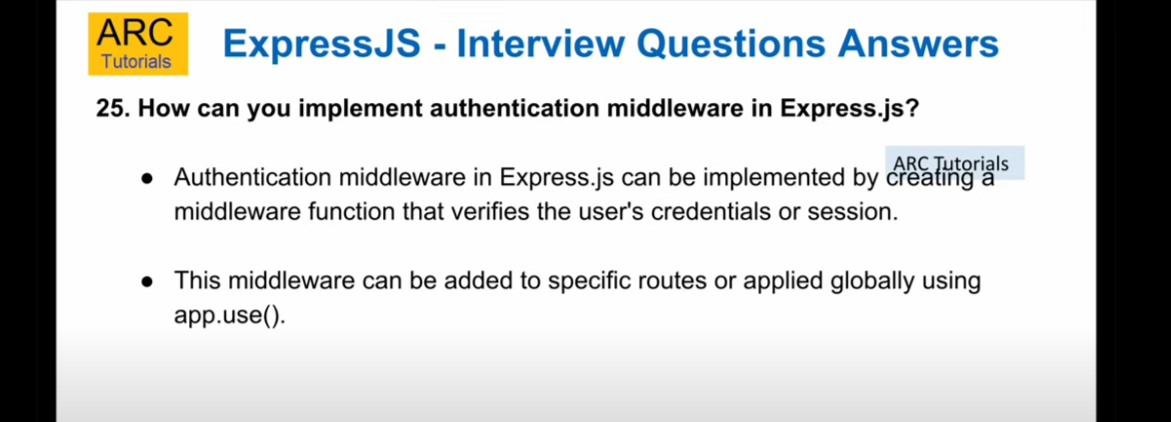 ARC
Tutorials
ExpressJS - Interview Questions Answers
25. How can you implement authentication middleware in Express.js?
ARC Tutorials
● Authentication middleware in Express.js can be implemented by creating a
middleware function that verifies the user's credentials or session.
● This middleware can be added to specific routes or applied globally using
app.use().